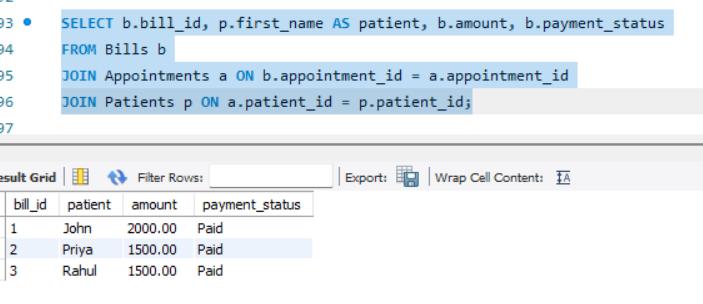 93 SELECT b.bill_id, p.first_name AS patient, b.amount, b.payment_status
94 FROM Bills b
95 JOIN Appointments a ON b.appointment_id = a.appointment_id
96 JOIN Patients p ON a.patient_id = p.patient_id;
97
esult Grid Filter Rows: Export: Wrap Cell Content: IA
bill_id patient amount payment_status
1 John 2000.00 Paid
2 Priya 1500.00 Paid
3 Rahul 1500.00 Paid